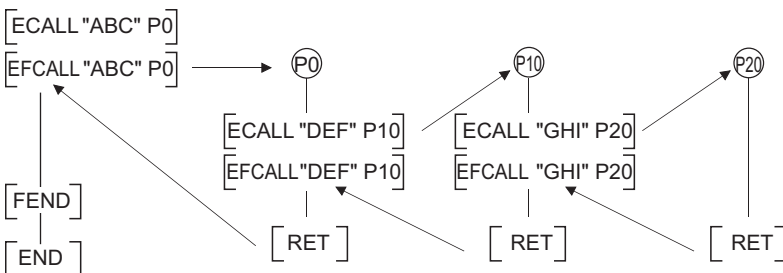 ECALL "ABC" P0
EFCALL "ABC" P0
FEND
END
P0
ECALL "DEF" P10
EFCALL"DEF" P10
RET
P10
ECALL "GHI" P20
EFCALL "GHI" P20
RET
P20
RET